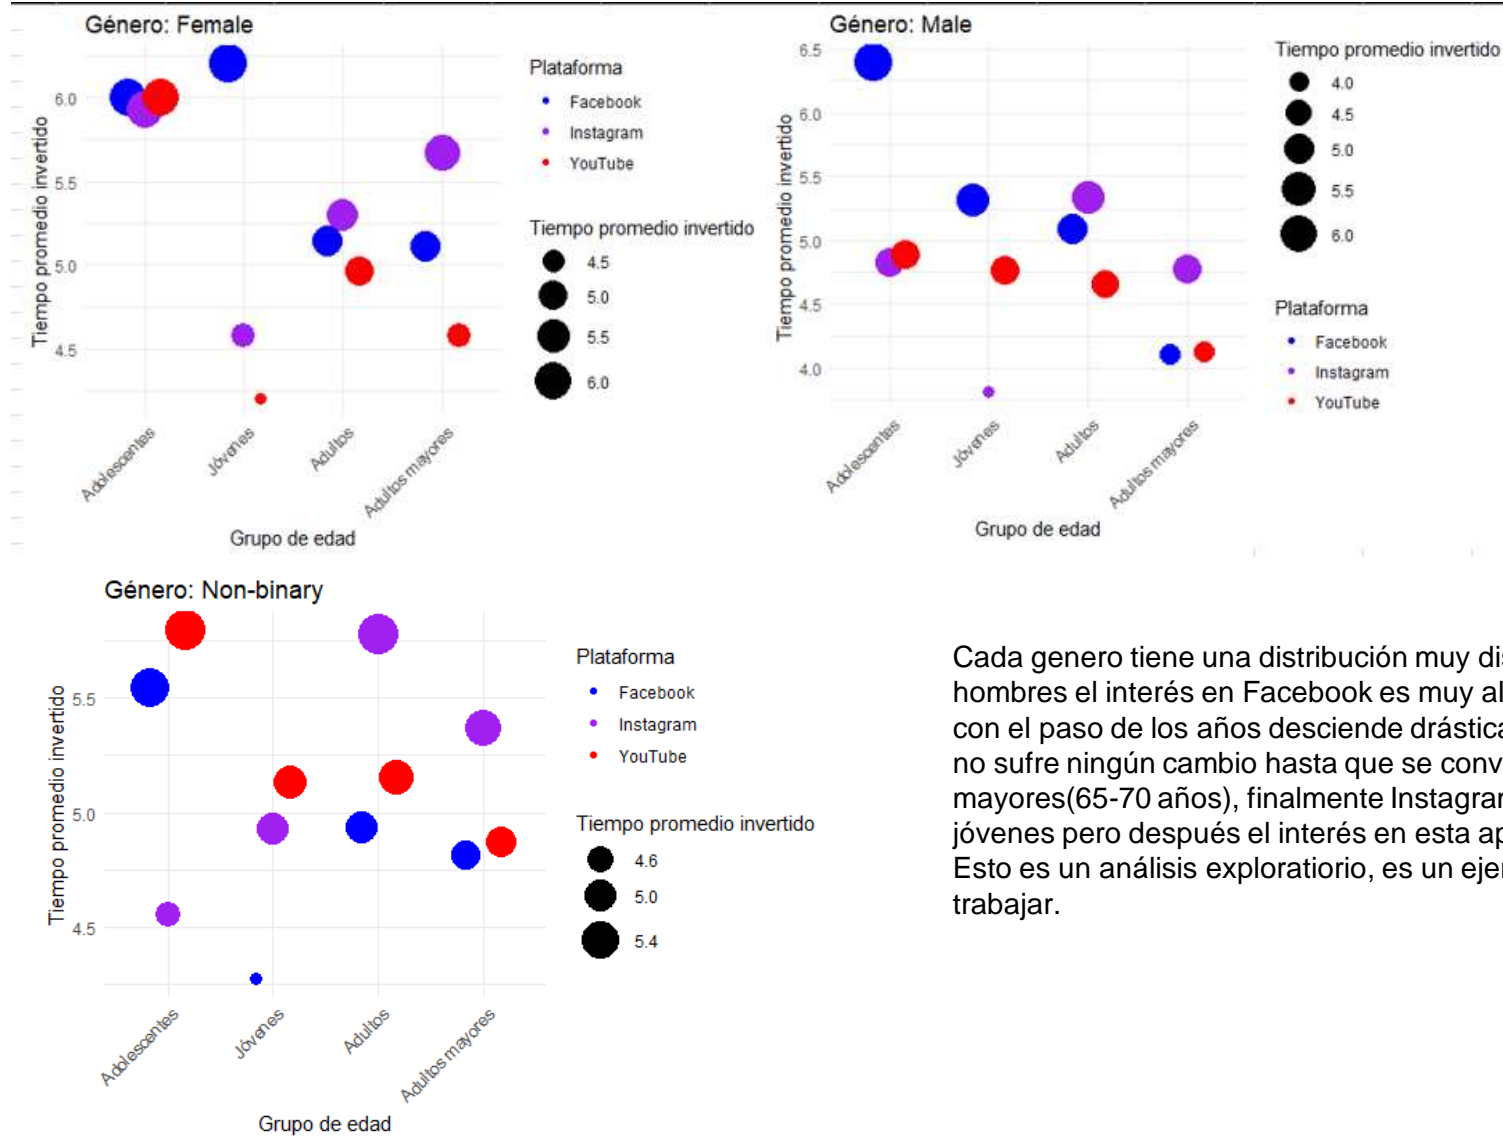 Género: Female
6.0
5.5
5.0
4.5
Tiempo promedio invertido
Adolescentes
Jóvenes
Adultos
Adultos mayores
Grupo de edad
Plataforma
Facebook
Instagram
YouTube
Tiempo promedio invertido
4.5
5.0
5.5
6.0
Género: Male
6.5
6.0
5.5
5.0
4.5
4.0
Tiempo promedio invertido
Adolescentes
Jóvenes
Adultos
Adultos mayores
Grupo de edad
Tiempo promedio invertido
4.0
4.5
5.0
5.5
6.0
Plataforma
Facebook
Instagram
YouTube
Género: Non-binary
5.5
5.0
4.5
Tiempo promedio invertido
Adolescentes
Jóvenes
Adultos
Adultos mayores
Grupo de edad
Plataforma
Facebook
Instagram
YouTube
Tiempo promedio invertido
4.6
5.0
5.4
Cada genero tiene una distribución muy
hombres el interés en Facebook es muy
con el paso de los años desciende
no sufre ningún cambio hasta que se
mayores(65-70 años), finalmente
jóvenes pero después el interés en esta
Esto es un análisis exploratiorio, es un
trabajar.